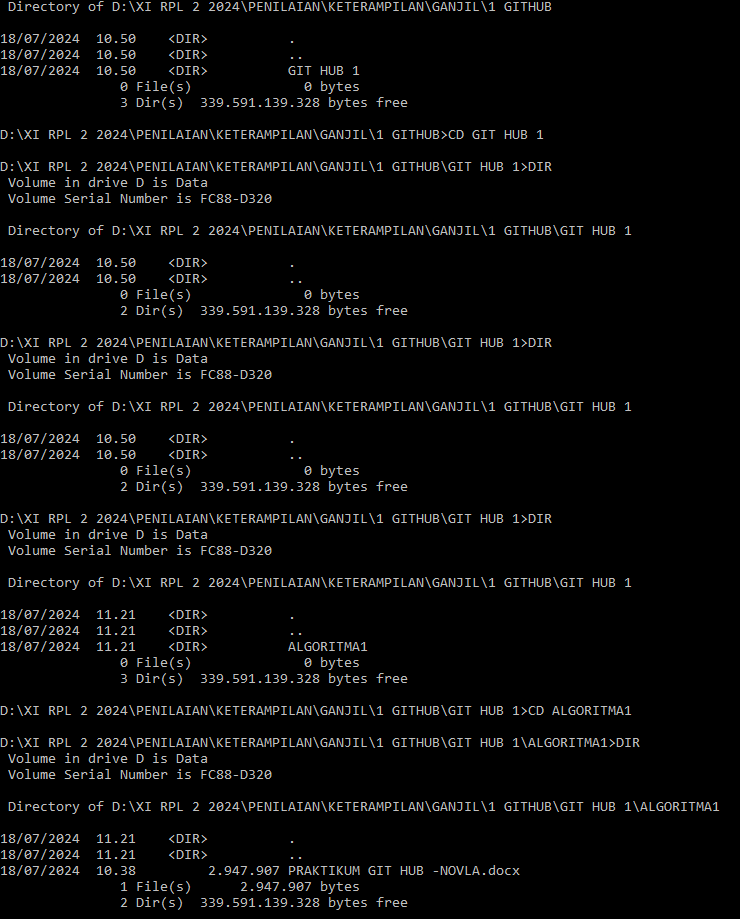 Directory of D:\XI RPL 2 2024\PENILAIAN\KETERAMPILAN\GANJIL\1 GITHUB
18/07/2024  10.50    <DIR>          .
18/07/2024  10.50    <DIR>          ..
18/07/2024  10.50    <DIR>          GIT HUB 1
0 File(s)              0 bytes
3 Dir(s)  339.591.139.328 bytes free
D:\XI RPL 2 2024\PENILAIAN\KETERAMPILAN\GANJIL\1 GITHUB>CD GIT HUB 1
D:\XI RPL 2 2024\PENILAIAN\KETERAMPILAN\GANJIL\1 GITHUB\GIT HUB 1>DIR
Volume in drive D is Data
Volume Serial Number is FC88-D320
Directory of D:\XI RPL 2 2024\PENILAIAN\KETERAMPILAN\GANJIL\1 GITHUB\GIT HUB 1
18/07/2024  10.50    <DIR>          .
18/07/2024  10.50    <DIR>          ..
0 File(s)              0 bytes
2 Dir(s)  339.591.139.328 bytes free
D:\XI RPL 2 2024\PENILAIAN\KETERAMPILAN\GANJIL\1 GITHUB\GIT HUB 1>DIR
Volume in drive D is Data
Volume Serial Number is FC88-D320
Directory of D:\XI RPL 2 2024\PENILAIAN\KETERAMPILAN\GANJIL\1 GITHUB\GIT HUB 1
18/07/2024  10.50    <DIR>          .
18/07/2024  10.50    <DIR>          ..
0 File(s)              0 bytes
2 Dir(s)  339.591.139.328 bytes free
D:\XI RPL 2 2024\PENILAIAN\KETERAMPILAN\GANJIL\1 GITHUB\GIT HUB 1>DIR
Volume in drive D is Data
Volume Serial Number is FC88-D320
Directory of D:\XI RPL 2 2024\PENILAIAN\KETERAMPILAN\GANJIL\1 GITHUB\GIT HUB 1
18/07/2024  11.21    <DIR>          .
18/07/2024  11.21    <DIR>          ..
18/07/2024  11.21    <DIR>          ALGORITMA1
0 File(s)              0 bytes
3 Dir(s)  339.591.139.328 bytes free
D:\XI RPL 2 2024\PENILAIAN\KETERAMPILAN\GANJIL\1 GITHUB\GIT HUB 1>CD ALGORITMA1
D:\XI RPL 2 2024\PENILAIAN\KETERAMPILAN\GANJIL\1 GITHUB\GIT HUB 1\ALGORITMA1>DIR
Volume in drive D is Data
Volume Serial Number is FC88-D320
Directory of D:\XI RPL 2 2024\PENILAIAN\KETERAMPILAN\GANJIL\1 GITHUB\GIT HUB 1\ALGORITMA1
18/07/2024  11.21    <DIR>          .
18/07/2024  11.21    <DIR>          ..
18/07/2024  10.38         2.947.907 PRAKTIKUM GIT HUB -NOVLA.docx
1 File(s)      2.947.907 bytes
2 Dir(s)  339.591.139.328 bytes free